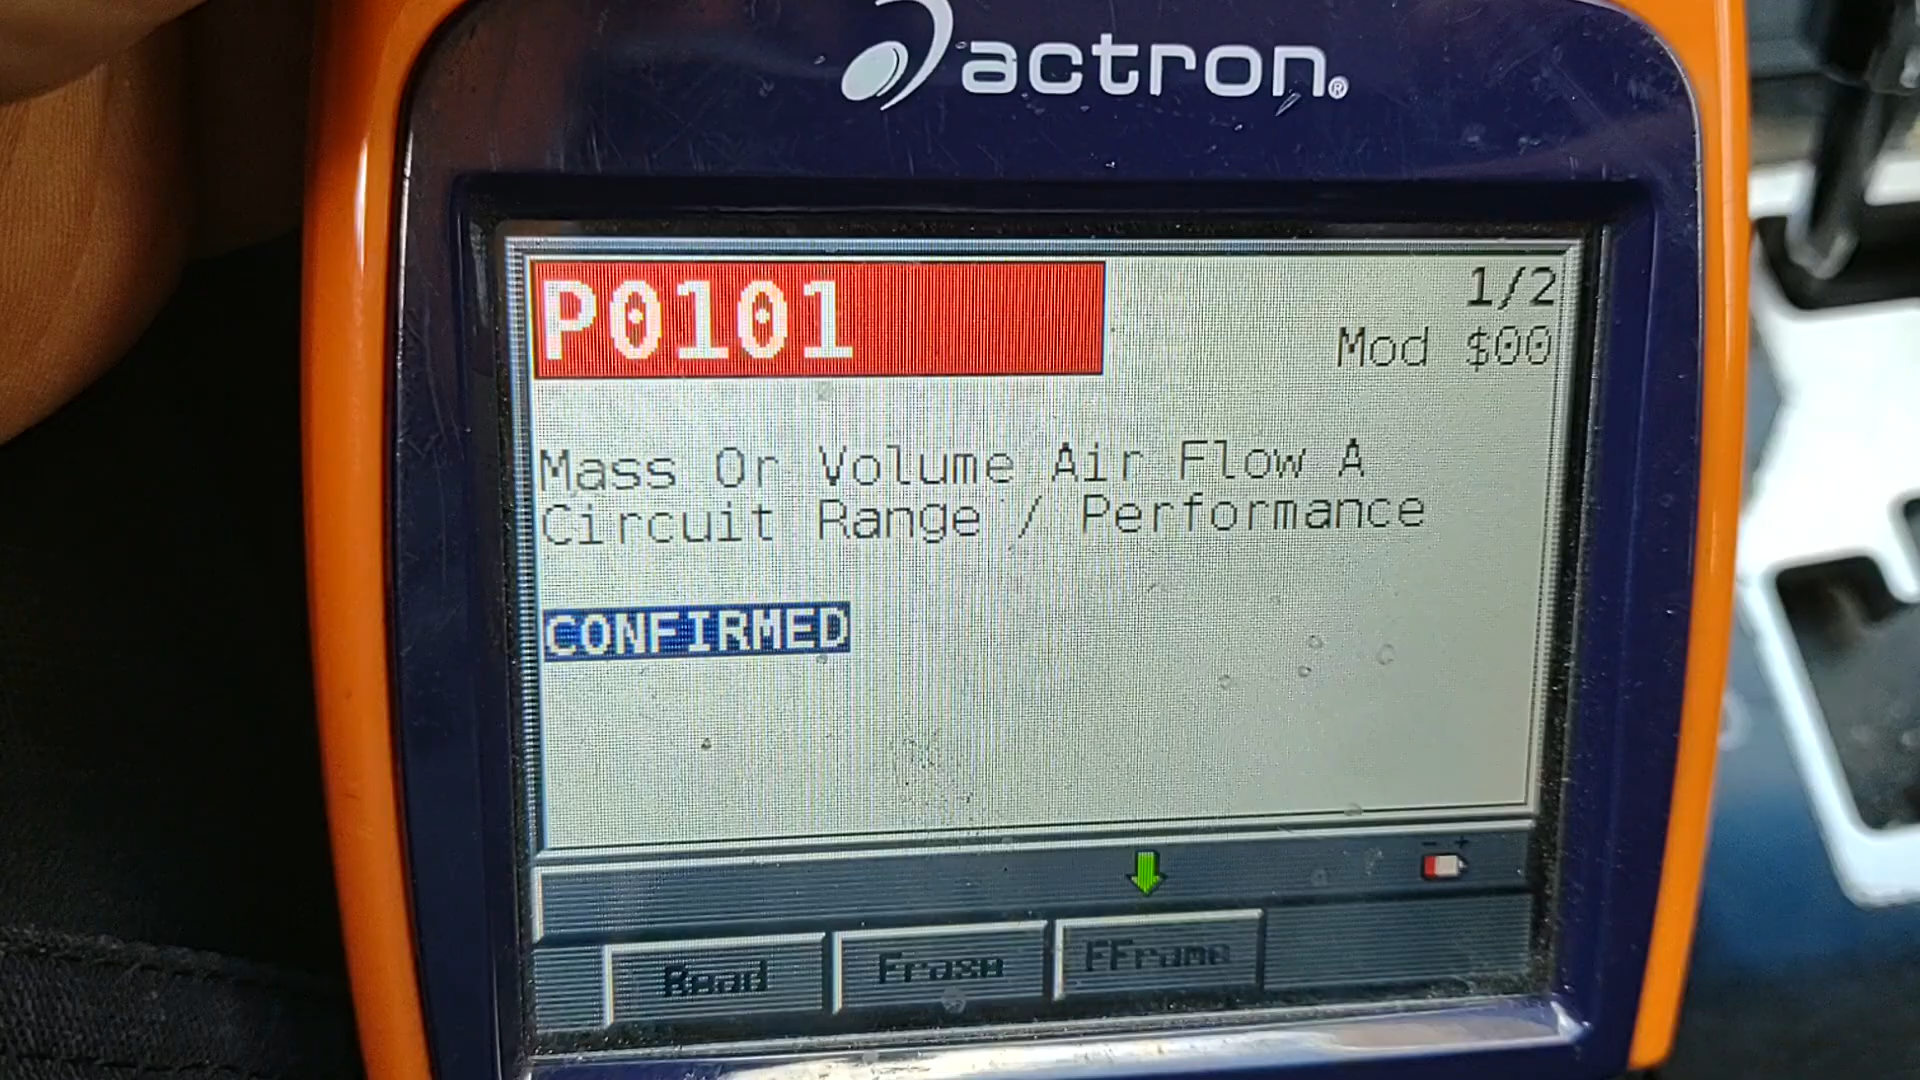 actron®
P0101
1/2
Mod $00
Mass Or Volume Air Flow A
Circuit Range / Performance
CONFIRMED
- +
Read Erase FFrame